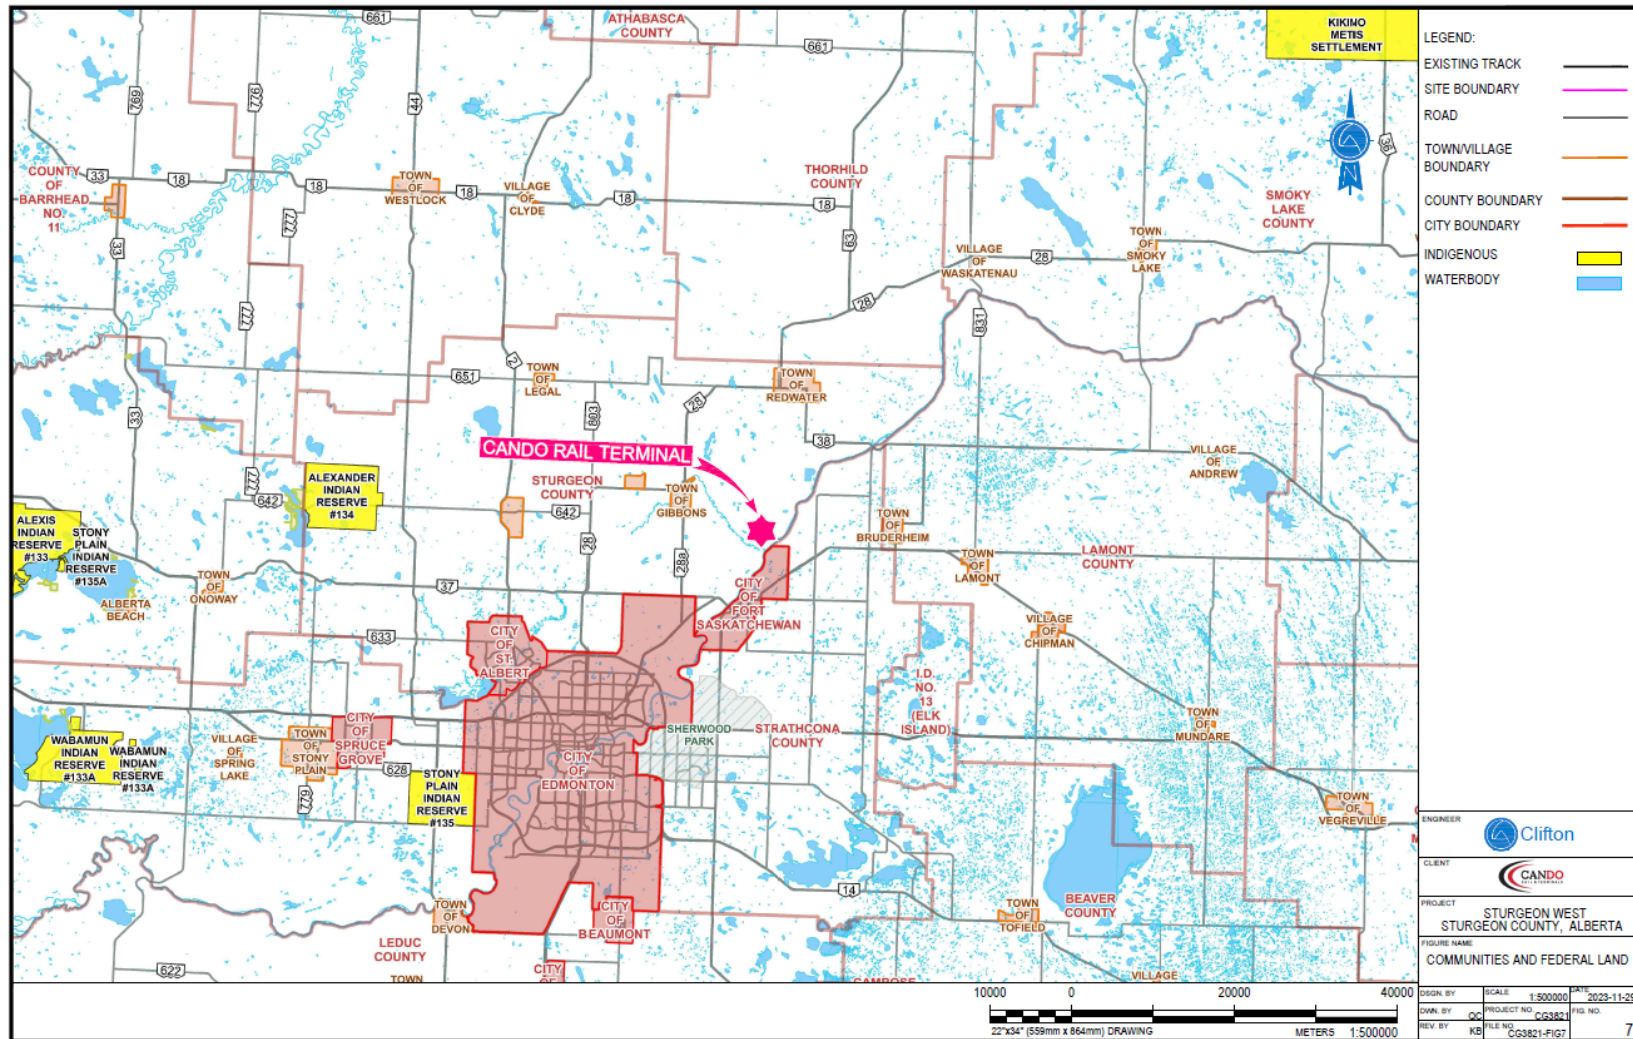 661
ATHABASCA
COUNTY
661
KIKINO
METIS
SETTLEMENT
769
776
44
36
COUNTY
OF
BARRHEAD
NO.
11
33
18
18
TOWN
OF
WESTLOCK
18
VILLAGE
OF
CLYDE
18
THORHILD
COUNTY
18
SMOKY
LAKE
COUNTY
777
33
63
VILLAGE
OF
WASKATENAU
28
TOWN
OF
SMOKY
LAKE
777
28
831
2
651
TOWN
OF
LEGAL
803
28
TOWN
OF
REDWATER
33
38
CANDO RAIL TERMINAL
VILLAGE
OF
ANDREW
777
642
ALEXANDER
INDIAN
RESERVE
#134
STURGEON
COUNTY
642
TOWN
OF
GIBBONS
ALEXIS
INDIAN
RESERVE
#133
STONY
PLAIN
INDIAN
RESERVE
#135A
28
28a
TOWN
OF
BRUDERHEIM
TOWN
OF
LAMONT
LAMONT
COUNTY
TOWN
OF
ONOWAY
ALBERTA
BEACH
37
CITY
OF
FORT
SASKATCHEWAN
633
CITY
OF
ST.
ALBERT
VILLAGE
OF
CHIPMAN
I.D.
NO.
13
(ELK
ISLAND)
SHERWOOD
PARK
STRATHCONA
COUNTY
TOWN
OF
MUNDARE
WABAMUN
INDIAN
RESERVE
#133A
WABAMUN
INDIAN
RESERVE
#133A
VILLAGE
OF
SPRING
LAKE
TOWN
OF
STONY
PLAIN
CITY
OF
SPRUCE
GROVE
628
779
STONY
PLAIN
INDIAN
RESERVE
#135
CITY
OF
EDMONTON
TOWN
OF
VEGREVILLE
14
BEAVER
COUNTY
TOWN
OF
DEVON
CITY
OF
BEAUMONT
TOWN
OF
TOFIELD
LEDUC
COUNTY
622
TOWN
CITY
OF
CAMROSE
VILLAGE
10000 0 20000 40000
22"x34" (559mm x 864mm) DRAWING METERS 1:500000
LEGEND:
EXISTING TRACK
SITE BOUNDARY
ROAD
TOWN/VILLAGE
BOUNDARY
COUNTY BOUNDARY
CITY BOUNDARY
INDIGENOUS
WATERBODY
N
ENGINEER
Clifton
CLIENT
CANDO
RAIL & TERMINALS
PROJECT
STURGEON WEST
STURGEON COUNTY, ALBERTA
FIGURE NAME
COMMUNITIES AND FEDERAL LAND
DSGN. BY SCALE 1:500000 DATE 2023-11-29
DWN. BY QC PROJECT NO. CG3821 FIG. NO.
REV. BY KB FILE NO. CG3821-FIG7 7